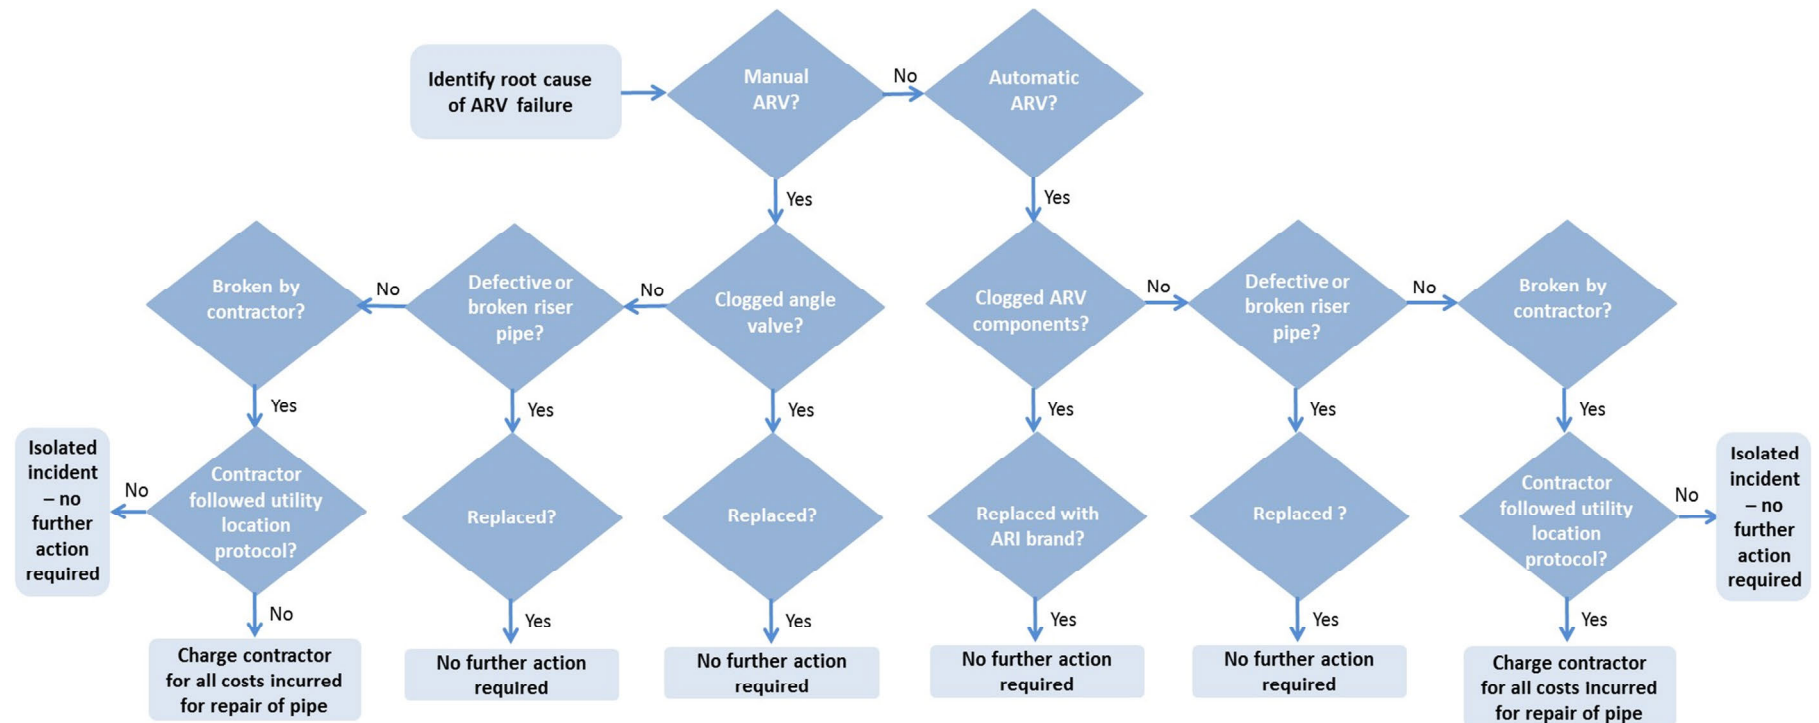 Identify root cause
of ARV failure
Manual
ARV?
No
Automatic
ARV?
Yes
Yes
Broken by
contractor?
No
Defective or
broken riser
pipe?
No
Clogged angle
valve?
Clogged ARV
components?
No
Defective or
broken riser
pipe?
No
Broken by
contractor?
Yes
Yes
Yes
Yes
Yes
Yes
Isolated
incident
– no
further
action
required
No
Contractor
followed utility
location
protocol?
Replaced?
Replaced?
Replaced with
ARI brand?
Replaced ?
Contractor
followed utility
location
protocol?
No
Isolated
incident
– no
further
action
required
No
Yes
Yes
Yes
Yes
Yes
Charge contractor
for all costs incurred
for repair of pipe
No further action
required
No further action
required
No further action
required
No further action
required
Charge contractor
for all costs incurred
for repair of pipe